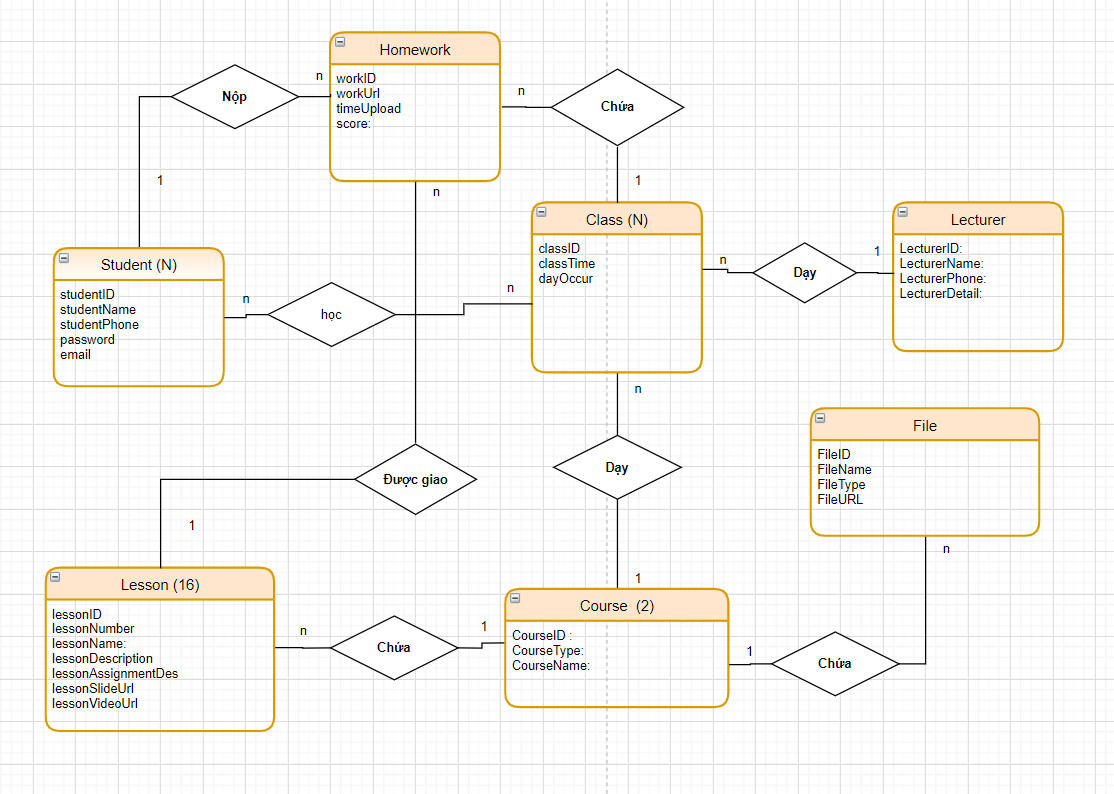 Homework
workID
workUrl
timeUpload
score:
Nộp
n
n
Chứa
1
n
1
Class (N)
classID
classTime
dayOccur
Lecturer
LecturerID:
LecturerName:
LecturerPhone:
LecturerDetail:
n
Dạy
1
Student (N)
studentID
studentName
studentPhone
password
email
n
học
n
n
File
FileID
FileName
FileType
FileURL
Dạy
Được giao
1
n
1
Lesson (16)
lessonID
lessonNumber
lessonName:
lessonDescription
lessonAssignmentDes
lessonSlideUrl
lessonVideoUrl
n
Chứa
1
Course (2)
CourseID :
CourseType:
CourseName:
1
Chứa